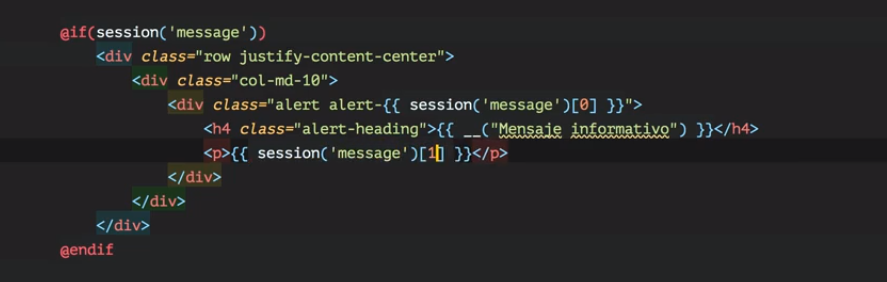 @if(session('message'))
<div class="row justify-content-center">
<div class="col-md-10">
<div class="alert alert-{{ session('message')[0] }}">
<h4 class="alert-heading">{{ __("Mensaje informativo") }}</h4>
<p>{{ session('message')[1] }}</p>
</div>
</div>
</div>
@endif